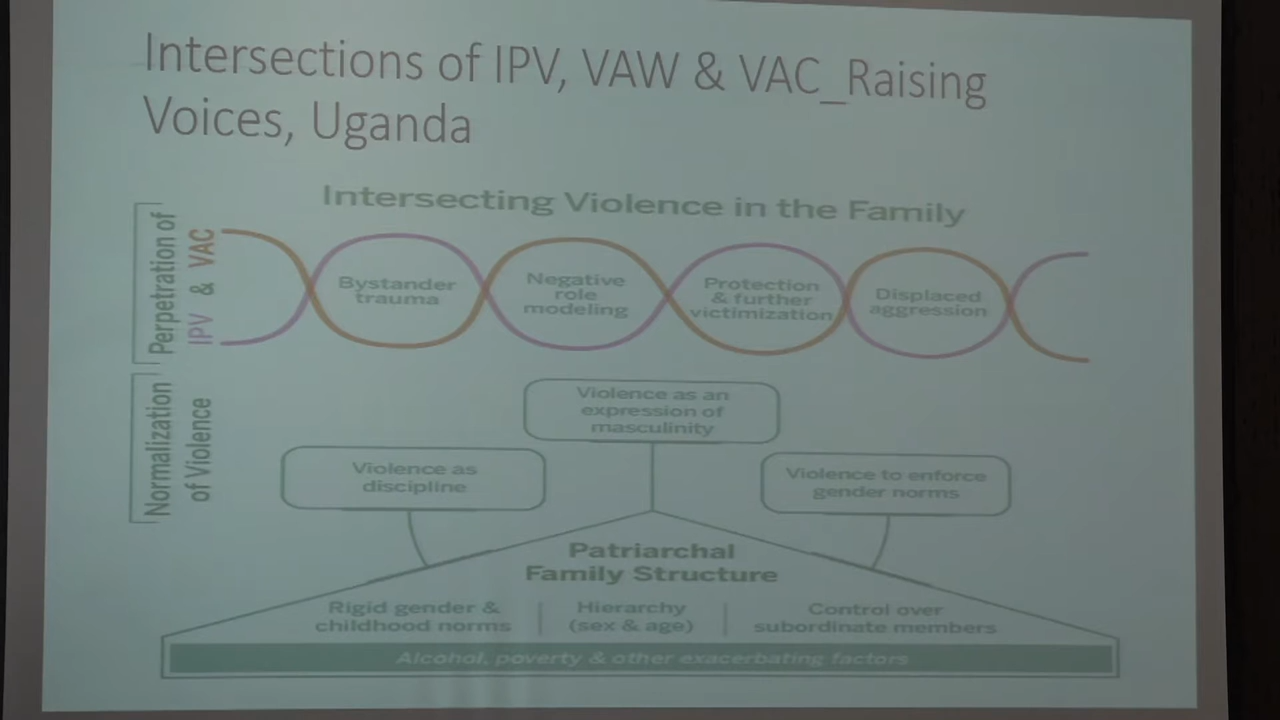 Intersections of IPV, VAW & VAC_Raising
Voices, Uganda
Intersecting Violence in the Family
Perpetration of
IPV & VAC
Bystander
trauma
Negative
role
modeling
Protection
& further
victimization
Displaced
aggression
Normalization
of Violence
Violence as an
expression of
masculinity
Violence as
discipline
Violence to enforce
gender norms
Patriarchal
Family Structure
Rigid gender &
childhood norms
Hierarchy
(sex & age)
Control over
subordinate members
Alcohol, poverty & other exacerbating factors